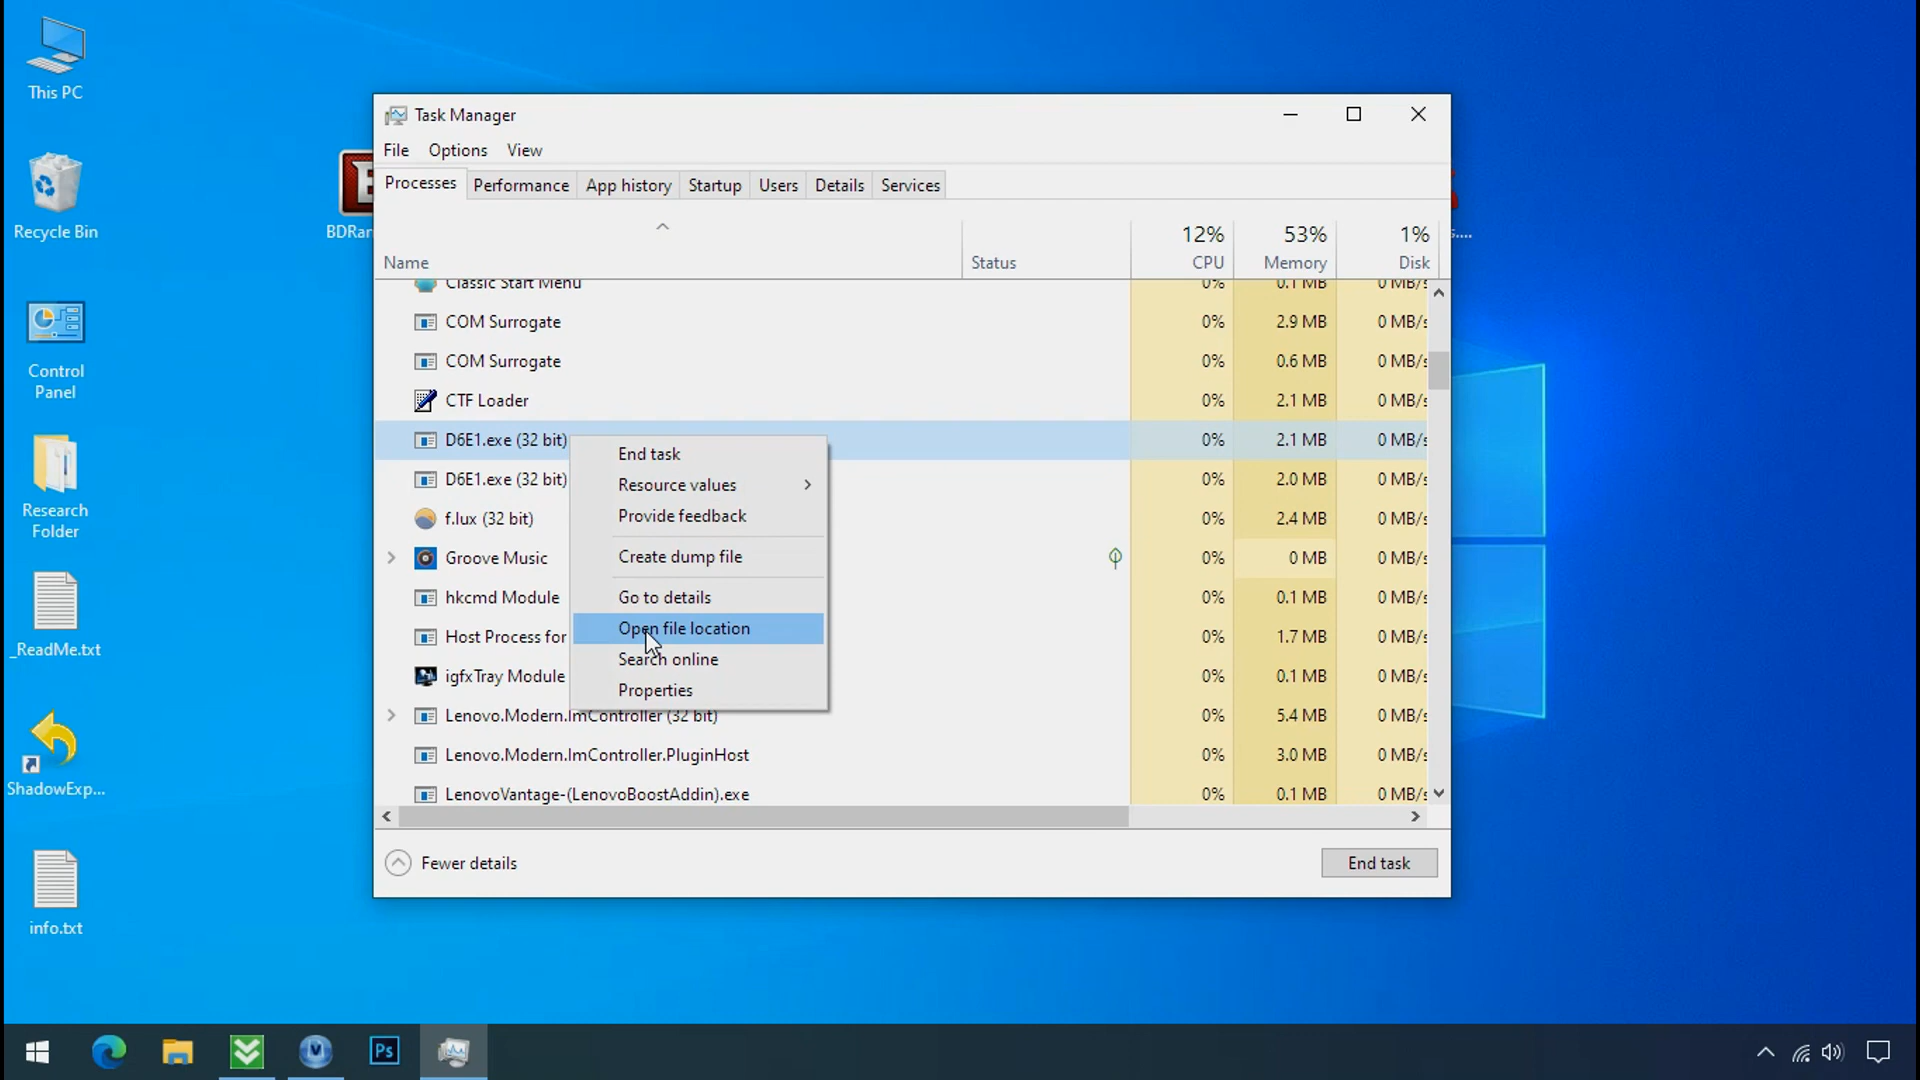 This PC
Recycle Bin
Control
Panel
Research
Folder
_ReadMe.txt
ShadowExp...
info.txt
BDRan
Task Manager
File Options View
Processes Performance App history Startup Users Details Services
12% 53% 1%
Name Status CPU Memory Disk
Classic Start Menu 0% 0.1 MB 0 MB/s
COM Surrogate 0% 2.9 MB 0 MB/s
COM Surrogate 0% 0.6 MB 0 MB/s
CTF Loader 0% 2.1 MB 0 MB/s
D6E1.exe (32 bit) 0% 2.1 MB 0 MB/s
D6E1.exe (32 bit) 0% 2.0 MB 0 MB/s
f.lux (32 bit) 0% 2.4 MB 0 MB/s
Groove Music 0% 0 MB 0 MB/s
hkcmd Module 0% 0.1 MB 0 MB/s
Host Process for 0% 1.7 MB 0 MB/s
igfxTray Module 0% 0.1 MB 0 MB/s
Lenovo.Modern.ImController (32 bit) 0% 5.4 MB 0 MB/s
Lenovo.Modern.ImController.PluginHost 0% 3.0 MB 0 MB/s
LenovoVantage-(LenovoBoostAddin).exe 0% 0.1 MB 0 MB/s
End task
Resource values
Provide feedback
Create dump file
Go to details
Open file location
Search online
Properties
Fewer details
End task
Ps